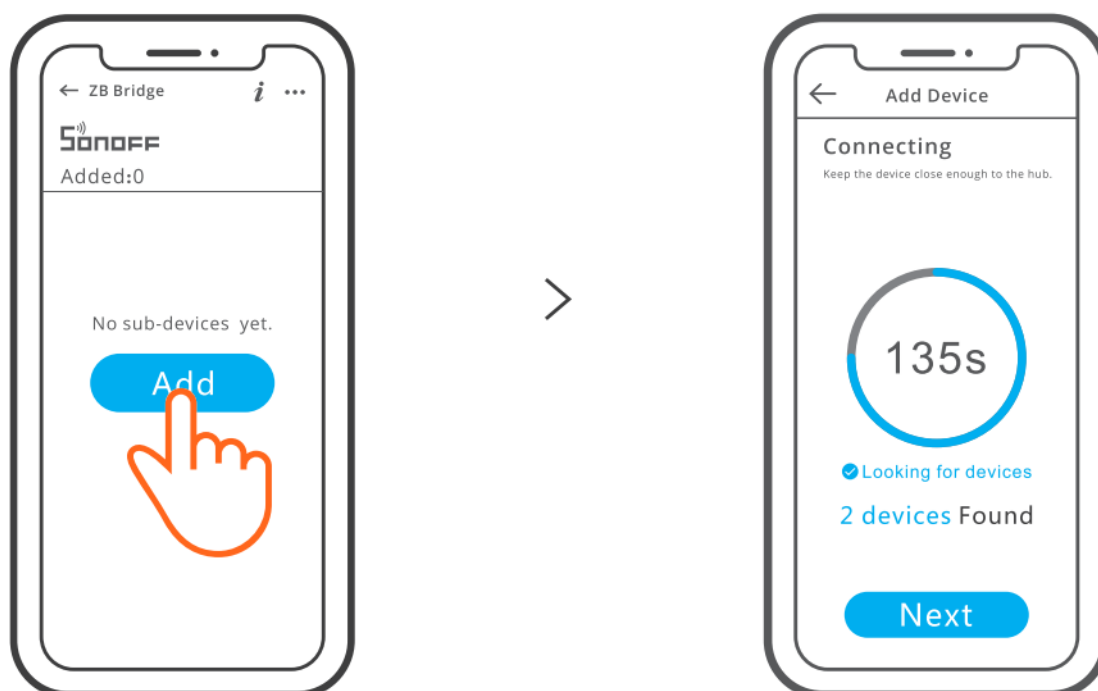 ZB Bridge
SONOFF
Added:0
No sub-devices yet.
Add
Add Device
Connecting
Keep the device close enough to the hub.
135s
Looking for devices
2 devices Found
Next